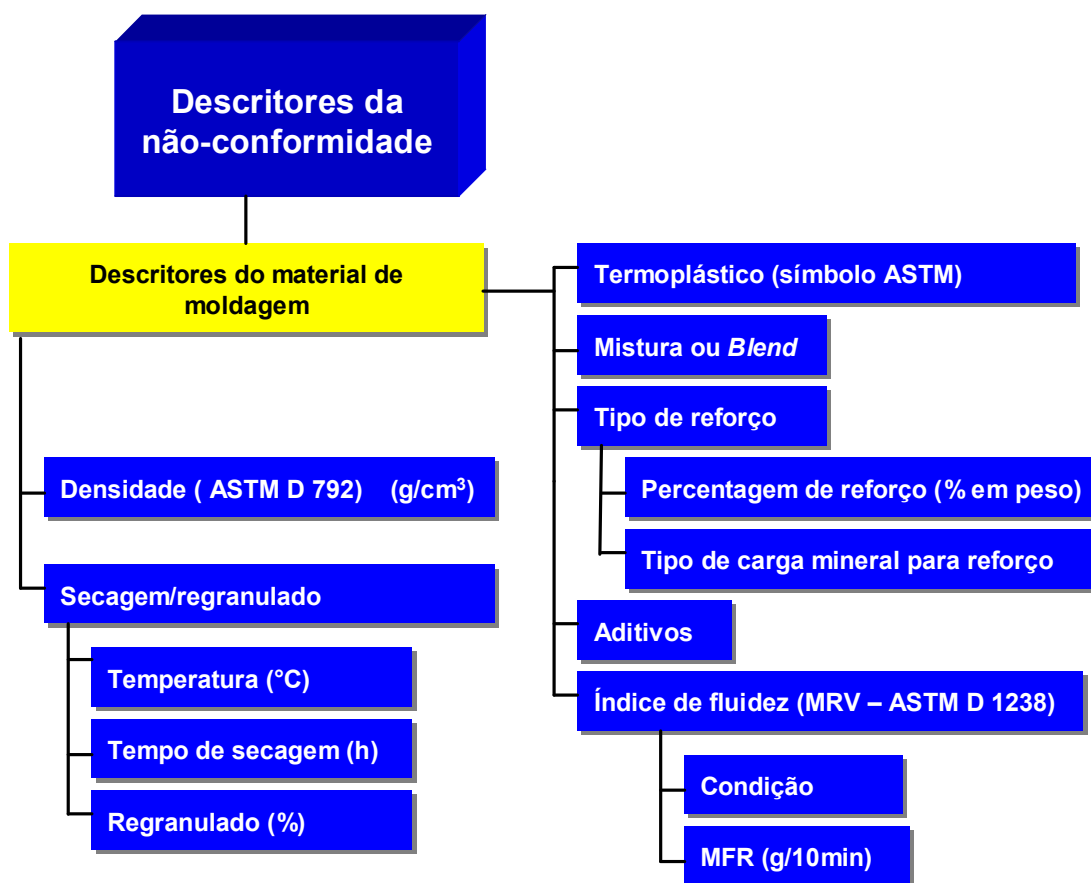 Descritores da
não-conformidade
Descritores do material de
moldagem
Densidade ( ASTM D 792) (g/cm³)
Secagem/regranulado
Temperatura (°C)
Tempo de secagem (h)
Regranulado (%)
Termoplástico (símbolo ASTM)
Mistura ou Blend
Tipo de reforço
Percentagem de reforço (% em peso)
Tipo de carga mineral para reforço
Aditivos
Índice de fluidez (MRV – ASTM D 1238)
Condição
MFR (g/10min)